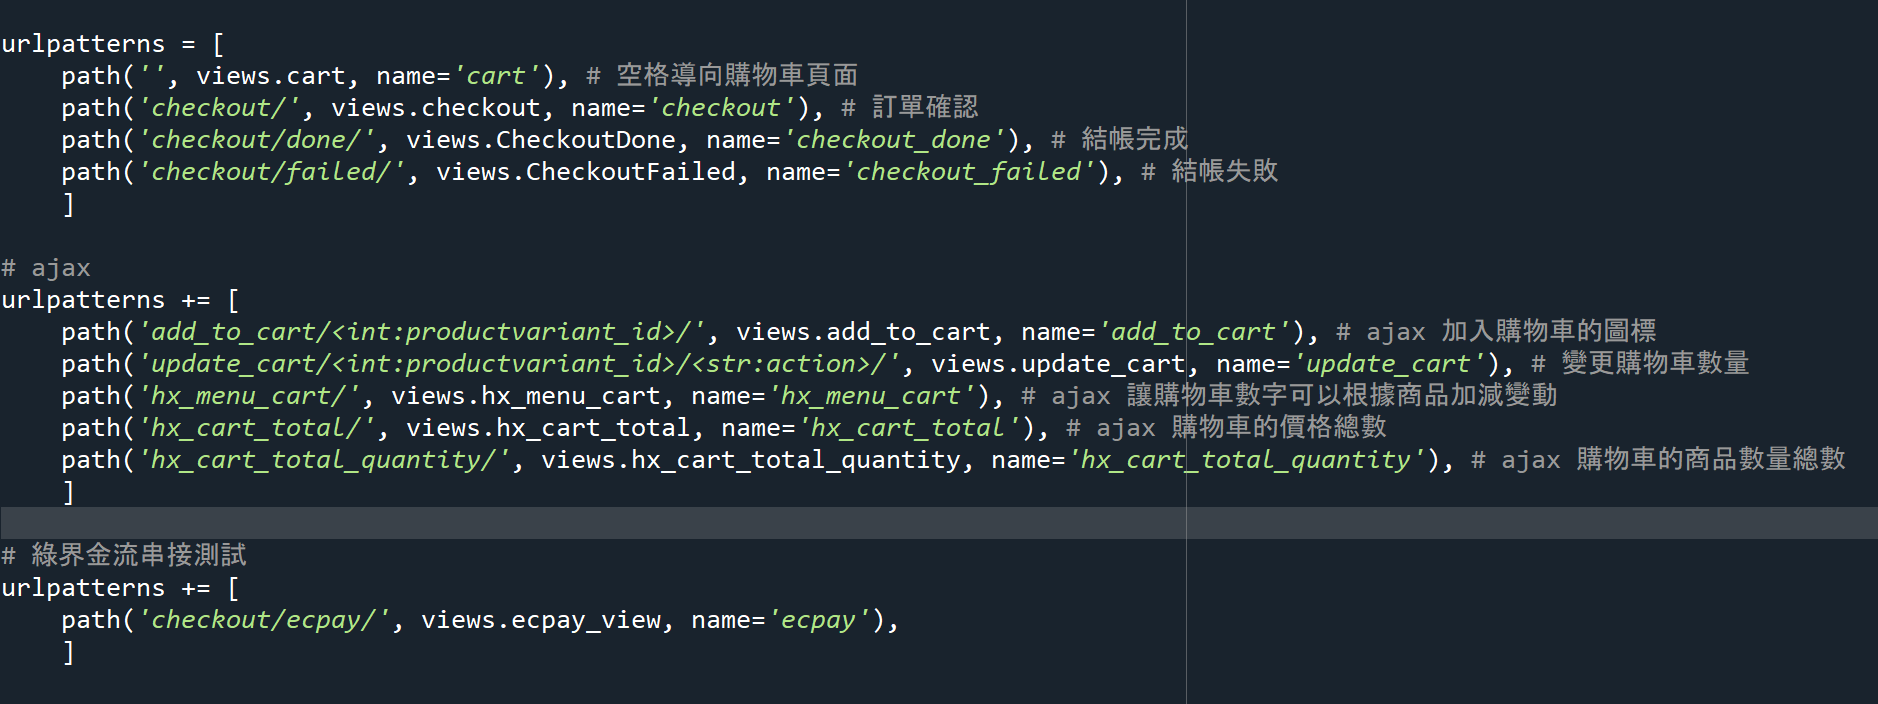 urlpatterns = [
    path('', views.cart, name='cart'), # 空格導向購物車頁面
    path('checkout/', views.checkout, name='checkout'), # 訂單確認
    path('checkout/done/', views.CheckoutDone, name='checkout_done'), # 結帳完成
    path('checkout/failed/', views.CheckoutFailed, name='checkout_failed'), # 結帳失敗
    ]
# ajax
urlpatterns += [
    path('add_to_cart/<int:productvariant_id>/', views.add_to_cart, name='add_to_cart'), # ajax 加入購物車的圖標
    path('update_cart/<int:productvariant_id>/<str:action>/', views.update_cart, name='update_cart'), # 變更購物車數量
    path('hx_menu_cart/', views.hx_menu_cart, name='hx_menu_cart'), # ajax 讓購物車數字可以根據商品加減變動
    path('hx_cart_total/', views.hx_cart_total, name='hx_cart_total'), # ajax 購物車的價格總數
    path('hx_cart_total_quantity/', views.hx_cart_total_quantity, name='hx_cart_total_quantity'), # ajax 購物車的商品數量總數
    ]
# 綠界金流串接測試
urlpatterns += [
    path('checkout/ecpay/', views.ecpay_view, name='ecpay'),
    ]